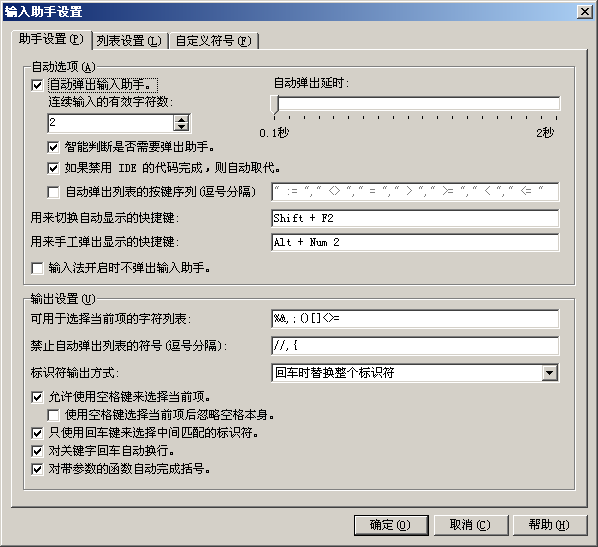 输入助手设置
助手设置(P) 列表设置(L) 自定义符号(F)
自动选项(A)
自动弹出输入助手。
自动弹出延时:
连续输入的有效字符数:
2
0.1秒 2秒
智能判断是否需要弹出助手。
如果禁用 IDE 的代码完成,则自动取代。
自动弹出列表的按键序列(逗号分隔) " := "," <> "," = "," > "," >= "," < "," <= "
用来切换自动显示的快捷键: Shift + F2
用来手工弹出显示的快捷键: Alt + Num 2
输入法开启时不弹出输入助手。
输出设置(U)
可用于选择当前项的字符列表: %&,;()[]<>=
禁止自动弹出列表的符号(逗号分隔): //,{
标识符输出方式: 回车时替换整个标识符
允许使用空格键来选择当前项。
使用空格键选择当前项后忽略空格本身。
只使用回车键来选择中间匹配的标识符。
对关键字回车自动换行。
对带参数的函数自动完成括号。
确定(O) 取消(C) 帮助(H)